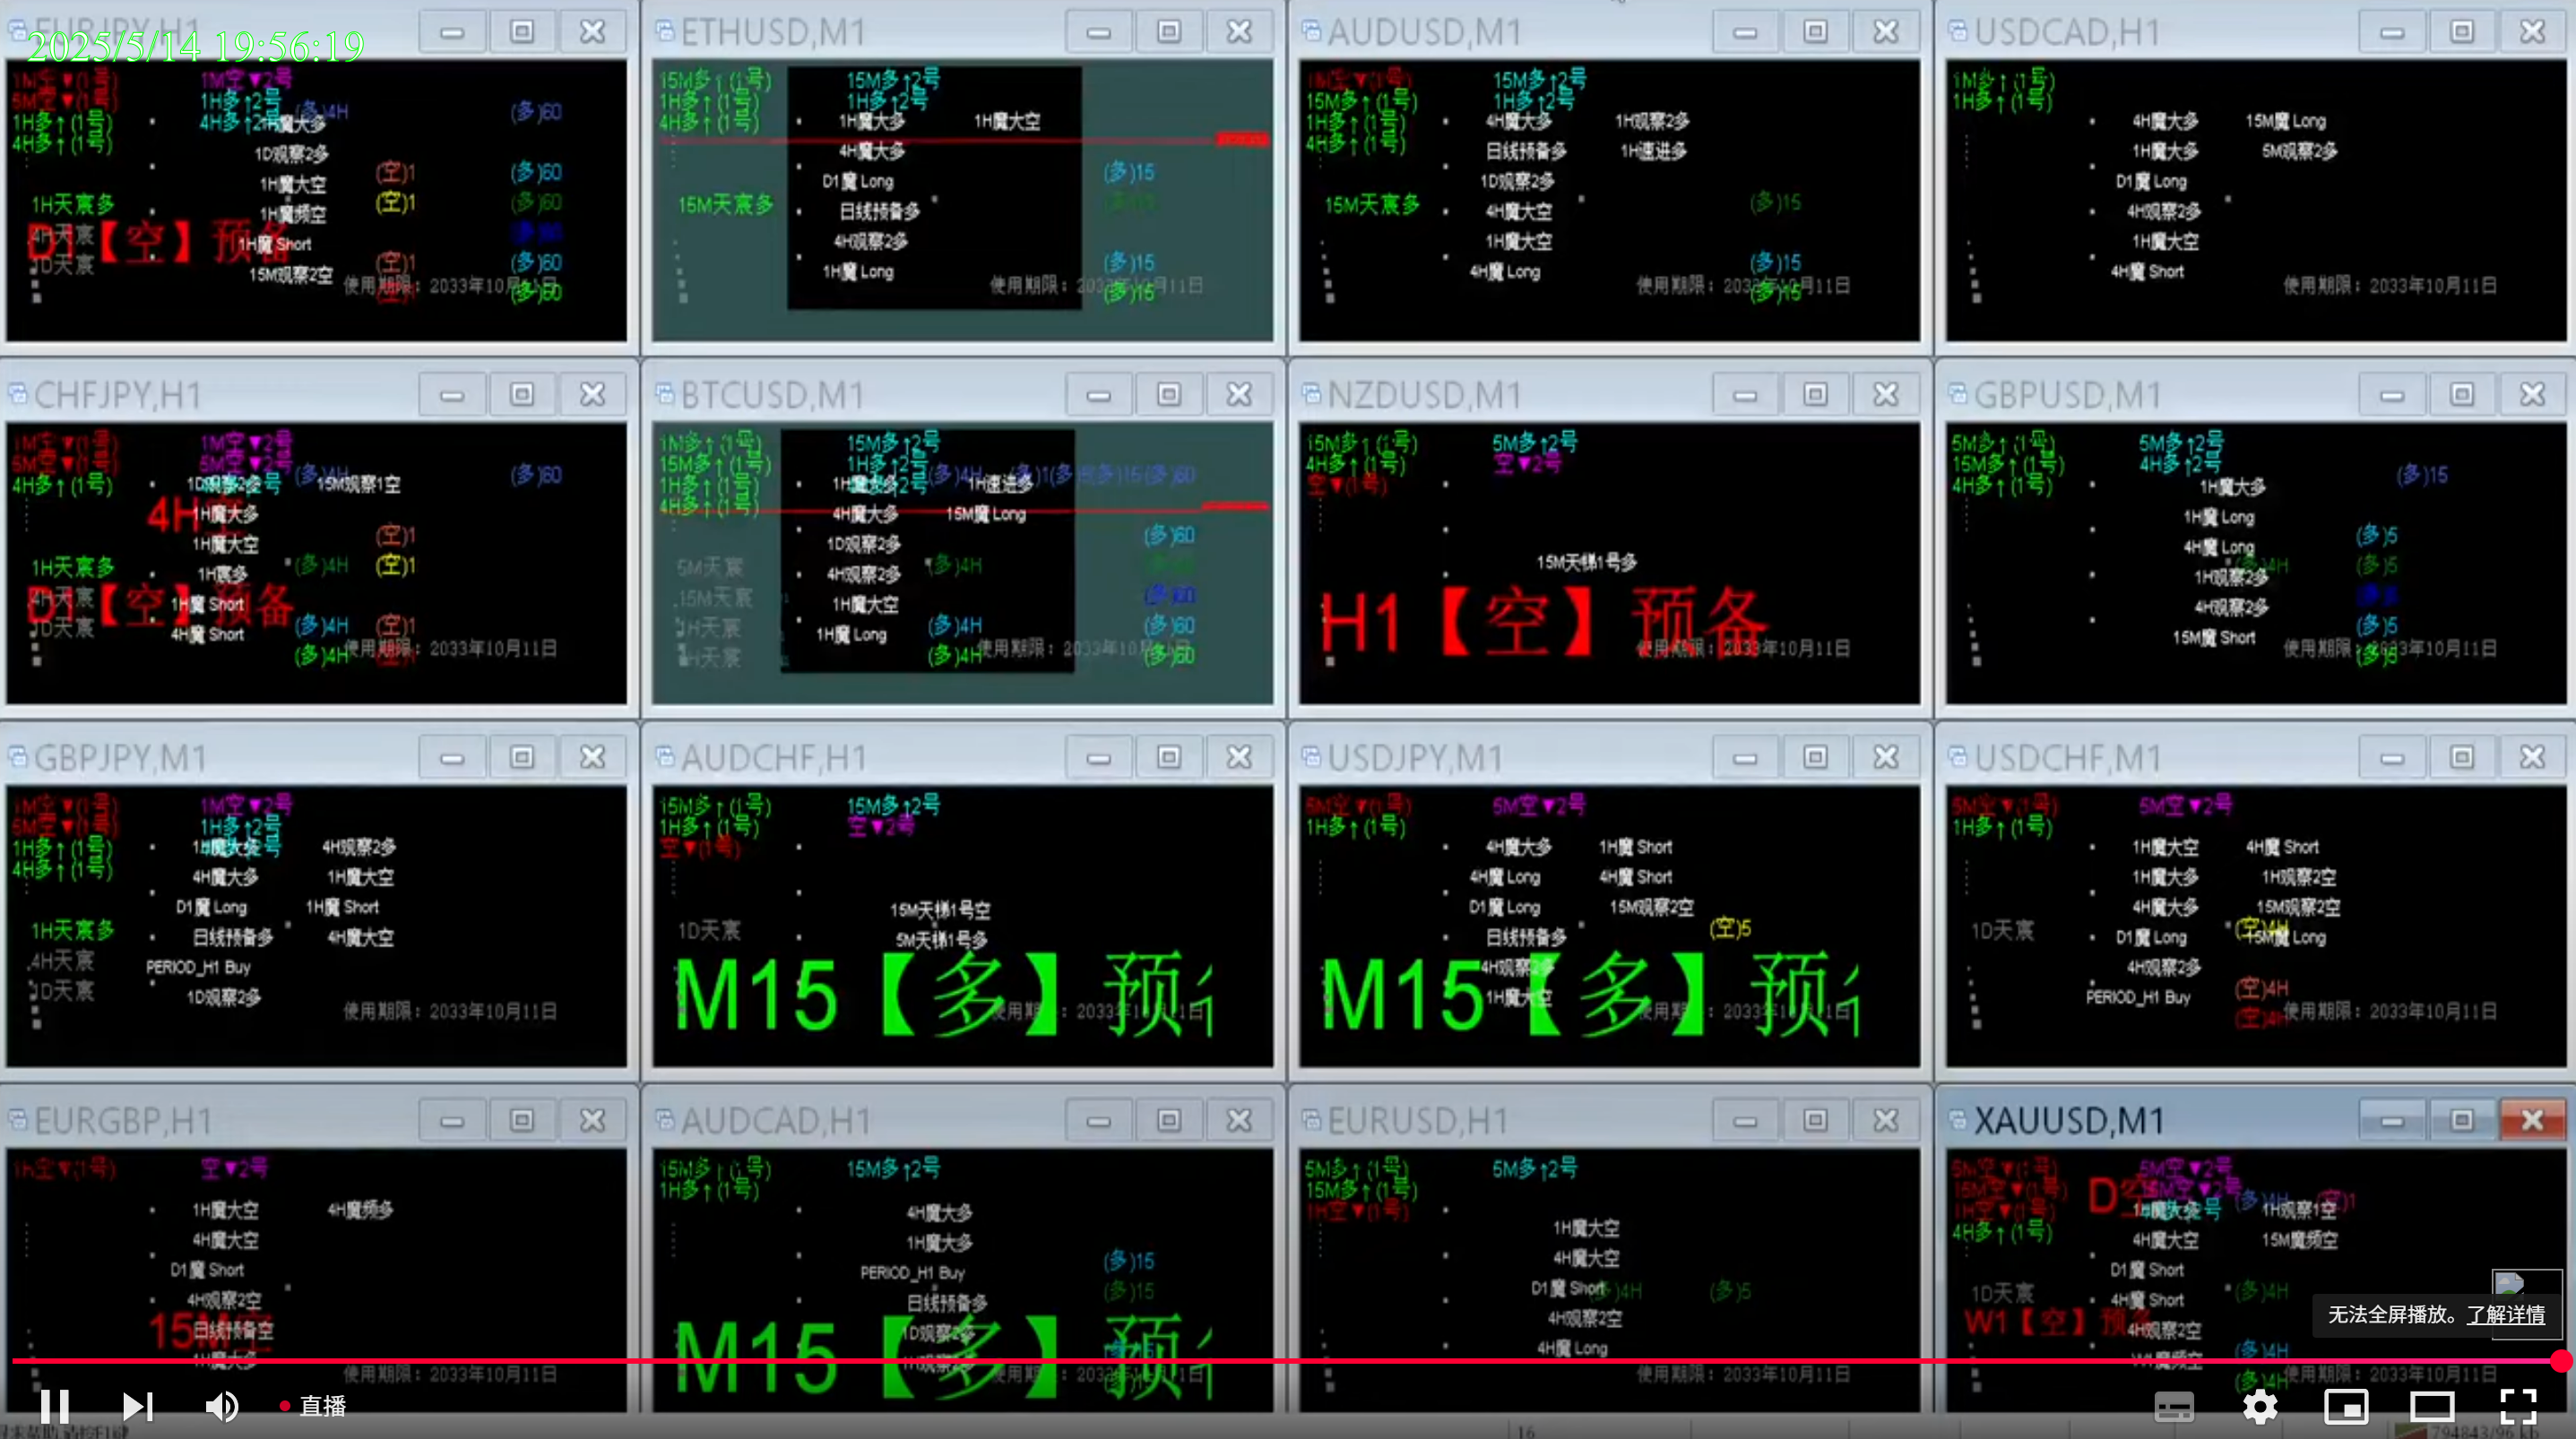 EURJPY,H1
2025/5/14 19:56:19
1M空▼(1号) 1M空▼2号
5M空▼(1号) 1H多↑2号 (多)4H (多)60
1H多↑(1号) 4H多↑2号 1H魔大多
4H多↑(1号)
1D观察2多
(空)1 (多)60
1H魔大空
1H天宸多 (空)1 (多)60
1H魔频空
4H天宸 D1【空】预备
1H魔 Short
1D天宸 (空)1 (多)60
15M观察2空
使用期限：2033年10月11日
(多)60
ETHUSD,M1
15M多↑(1号) 15M多↑2号
1H多↑(1号) 1H多↑2号
4H多↑(1号) 1H魔大多 1H魔大空
4H魔大多
(多)15
D1魔 Long
15M天宸多 日线预备多
4H观察2多
(多)15
1H魔 Long
使用期限：2033年10月11日
(多)15
AUDUSD,M1
1M空▼(1号) 15M多↑2号
15M多↑(1号) 1H多↑2号
1H多↑(1号) 4H魔大多 1H观察2多
4H多↑(1号) 日线预备多 1H速进多
1D观察2多
15M天宸多 4H魔大空 (多)15
1H魔大空
(多)15
4H魔 Long
使用期限：2033年10月11日
(多)15
USDCAD,H1
1M多↑(1号)
1H多↑(1号)
4H魔大多 15M魔 Long
1H魔大多 5M观察2多
D1魔 Long
4H观察2多
1H魔大空
4H魔 Short
使用期限：2033年10月11日
CHFJPY,H1
1M空▼(1号) 1M空▼2号
5M空▼(1号) 5M空▼2号
(多)4H (多)60
4H多↑(1号) 1D观察2多 15M观察1空
1H魔大多
(空)1
1H魔大空
1H天宸多 1H宸多 (多)4H (空)1
4H天宸 D1【空】预备
1H魔 Short
1D天宸 4H魔 Short (多)4H (空)1
使用期限：2033年10月11日
(多)4H
BTCUSD,M1
1M多↑(1号) 15M多↑2号
15M多↑(1号) 1H多↑2号
1H多↑(1号) 1H魔大多 1H速进多
4H多↑(1号) 4H魔大多 15M魔 Long
(多)60
1D观察2多
5M天宸 4H观察2多 (多)4H
15M天宸 1H魔大空 (多)60
1H天宸 1H魔 Long (多)4H (多)60
4H天宸 (多)4H 使用期限：2033年10月11日 (多)60
NZDUSD,M1
15M多↑(1号) 5M多↑2号
4H多↑(1号) 空▼2号
空▼(1号)
15M天梯1号多
H1【空】预备
使用期限：2033年10月11日
GBPUSD,M1
5M多↑(1号) 5M多↑2号
15M多↑(1号) 4H多↑2号
(多)15
4H多↑(1号) 1H魔大多
1H魔 Long
(多)5
4H魔 Long
(多)4H (多)5
1H观察2多
4H观察2多
(多)5
15M魔 Short
使用期限：2033年10月11日
(多)5
GBPJPY,M1
1M空▼(1号) 1M空▼2号
5M空▼(1号) 1H多↑2号
1H多↑(1号) 1H魔大多 4H观察2多
4H多↑(1号) 4H魔大多 1H魔大空
D1魔 Long 1H魔 Short
1H天宸多 日线预备多 4H魔大空
4H天宸 PERIOD_H1 Buy
1D天宸 1D观察2多
使用期限：2033年10月11日
AUDCHF,H1
15M多↑(1号) 15M多↑2号
1H多↑(1号) 空▼2号
空▼(1号)
15M天梯1号空
1D天宸 5M天梯1号多
M15【多】预
使用期限：2033年10月11日
USDJPY,M1
5M空▼(1号) 5M空▼2号
1H多↑(1号)
4H魔大多 1H魔 Short
4H魔 Long 4H魔 Short
D1魔 Long 15M观察2空
(空)5
日线预备多
4H观察2多
M15【多】预
1H魔大空
使用期限：2033年10月11日
USDCHF,M1
5M空▼(1号) 5M空▼2号
1H多↑(1号)
1H魔大空 4H魔 Short
1H魔大多 1H观察2空
4H魔大多 15M观察2空
1D天宸 D1魔 Long (空)4H 15M魔 Long
4H观察2多
(空)4H
PERIOD_H1 Buy
(空)4H 使用期限：2033年10月11日
EURGBP,H1
1H空▼(1号) 空▼2号
1H魔大空 4H魔频多
4H魔大空
D1魔 Short
4H观察2空
15M空
日线预备空
4H魔大多
使用期限：2033年10月11日
AUDCAD,H1
15M多↑(1号) 15M多↑2号
1H多↑(1号)
4H魔大多
1H魔大多
(多)15
PERIOD_H1 Buy
(多)15
日线预备多
1D观察2多
M15【多】预
使用期限：2033年10月11日
EURUSD,H1
5M多↑(1号) 5M多↑2号
15M多↑(1号)
1H空▼(1号)
1H魔大空
4H魔大空
D1魔 Short (多)4H (多)5
4H观察2空
4H魔 Long
使用期限：2033年10月11日
XAUUSD,M1
5M空▼(1号) 5M空▼2号
15M空▼(1号) 15M空▼2号
1H空▼(1号) (多)4H (空)1
1H魔大多 1H观察1空
4H多↑(1号) 4H魔大空 15M魔频空
D1魔 Short
1D天宸 4H魔 Short (多)4H
W1【空】预备
4H观察2空
(多)4H
(多)4H 使用期限：2033年10月11日
无法全屏播放。了解详情
直播
16
794843/96 kb